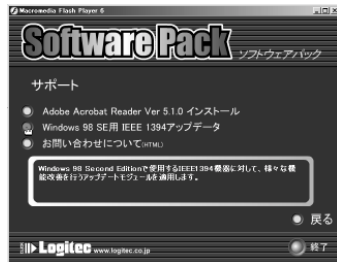 Macromedia Flash Player 6
Software Pack ソフトウェアパック
サポート
Adobe Acrobat Reader Ver 5.1.0 インストール
Windows 98 SE用 IEEE 1394アップデータ
お問い合わせについて(HTML)
Windows 98 Second Editionで使用するIEEE1394機器に対して、様々な機
能改善を行うアップデートモジュールを適用します。
戻る
Logitec www.logitec.co.jp 終了